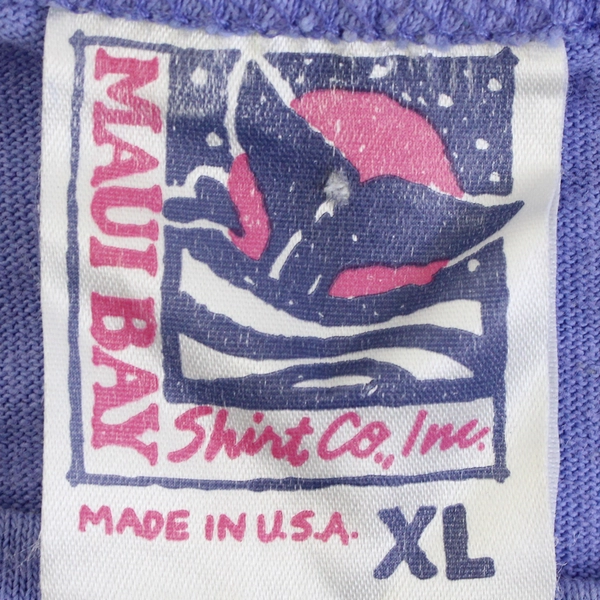 MAUI BAY
Shirt Co., Inc.
MADE IN U.S.A. XL